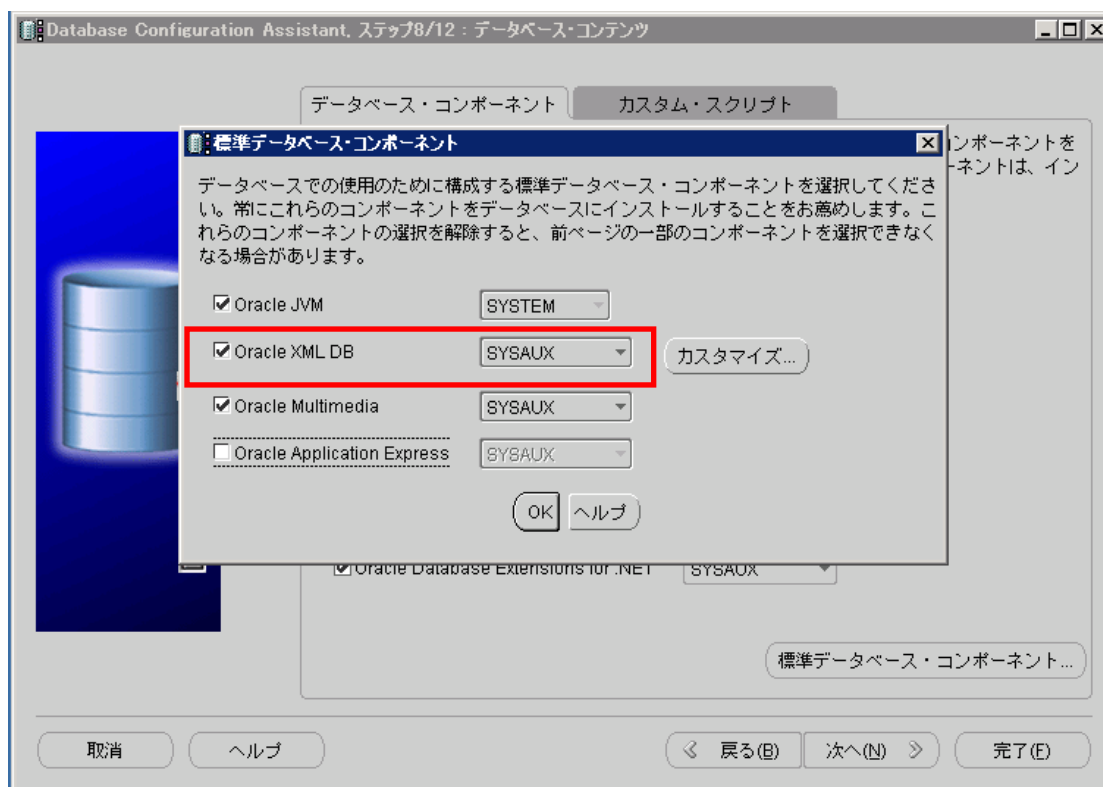 Database Configuration Assistant, ステップ8/12 : データベース・コンテンツ
データベース・コンポーネント
カスタム・スクリプト
標準データベース・コンポーネント
ンポーネントを
ーネントは、イン
データベースでの使用のために構成する標準データベース・コンポーネントを選択してくださ
い。常にこれらのコンポーネントをデータベースにインストールすることをお薦めします。こ
れらのコンポーネントの選択を解除すると、前ページの一部のコンポーネントを選択できなく
なる場合があります。
Oracle JVM SYSTEM
Oracle XML DB SYSAUX カスタマイズ...
Oracle Multimedia SYSAUX
Oracle Application Express SYSAUX
OK ヘルプ
Oracle Database Extensions for .NET SYSAUX
標準データベース・コンポーネント...
取消 ヘルプ 戻る(B) 次へ(N) 完了(F)